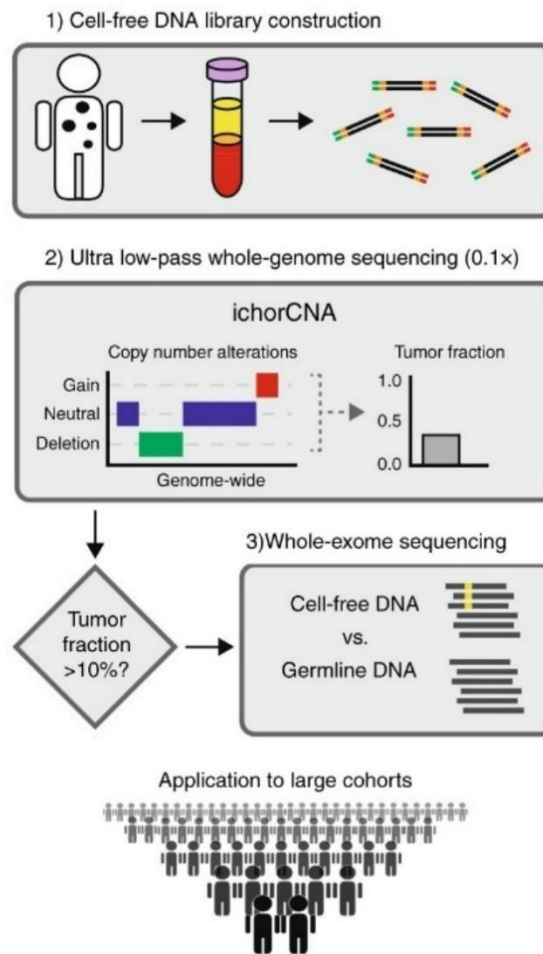 1) Cell-free DNA library construction
2) Ultra low-pass whole-genome sequencing (0.1×)
ichorCNA
Copy number alterations
Gain
Neutral
Deletion
Genome-wide
Tumor fraction
1.0
0.5
0.0
Tumor
fraction
>10%?
3)Whole-exome sequencing
Cell-free DNA
vs.
Germline DNA
Application to large cohorts